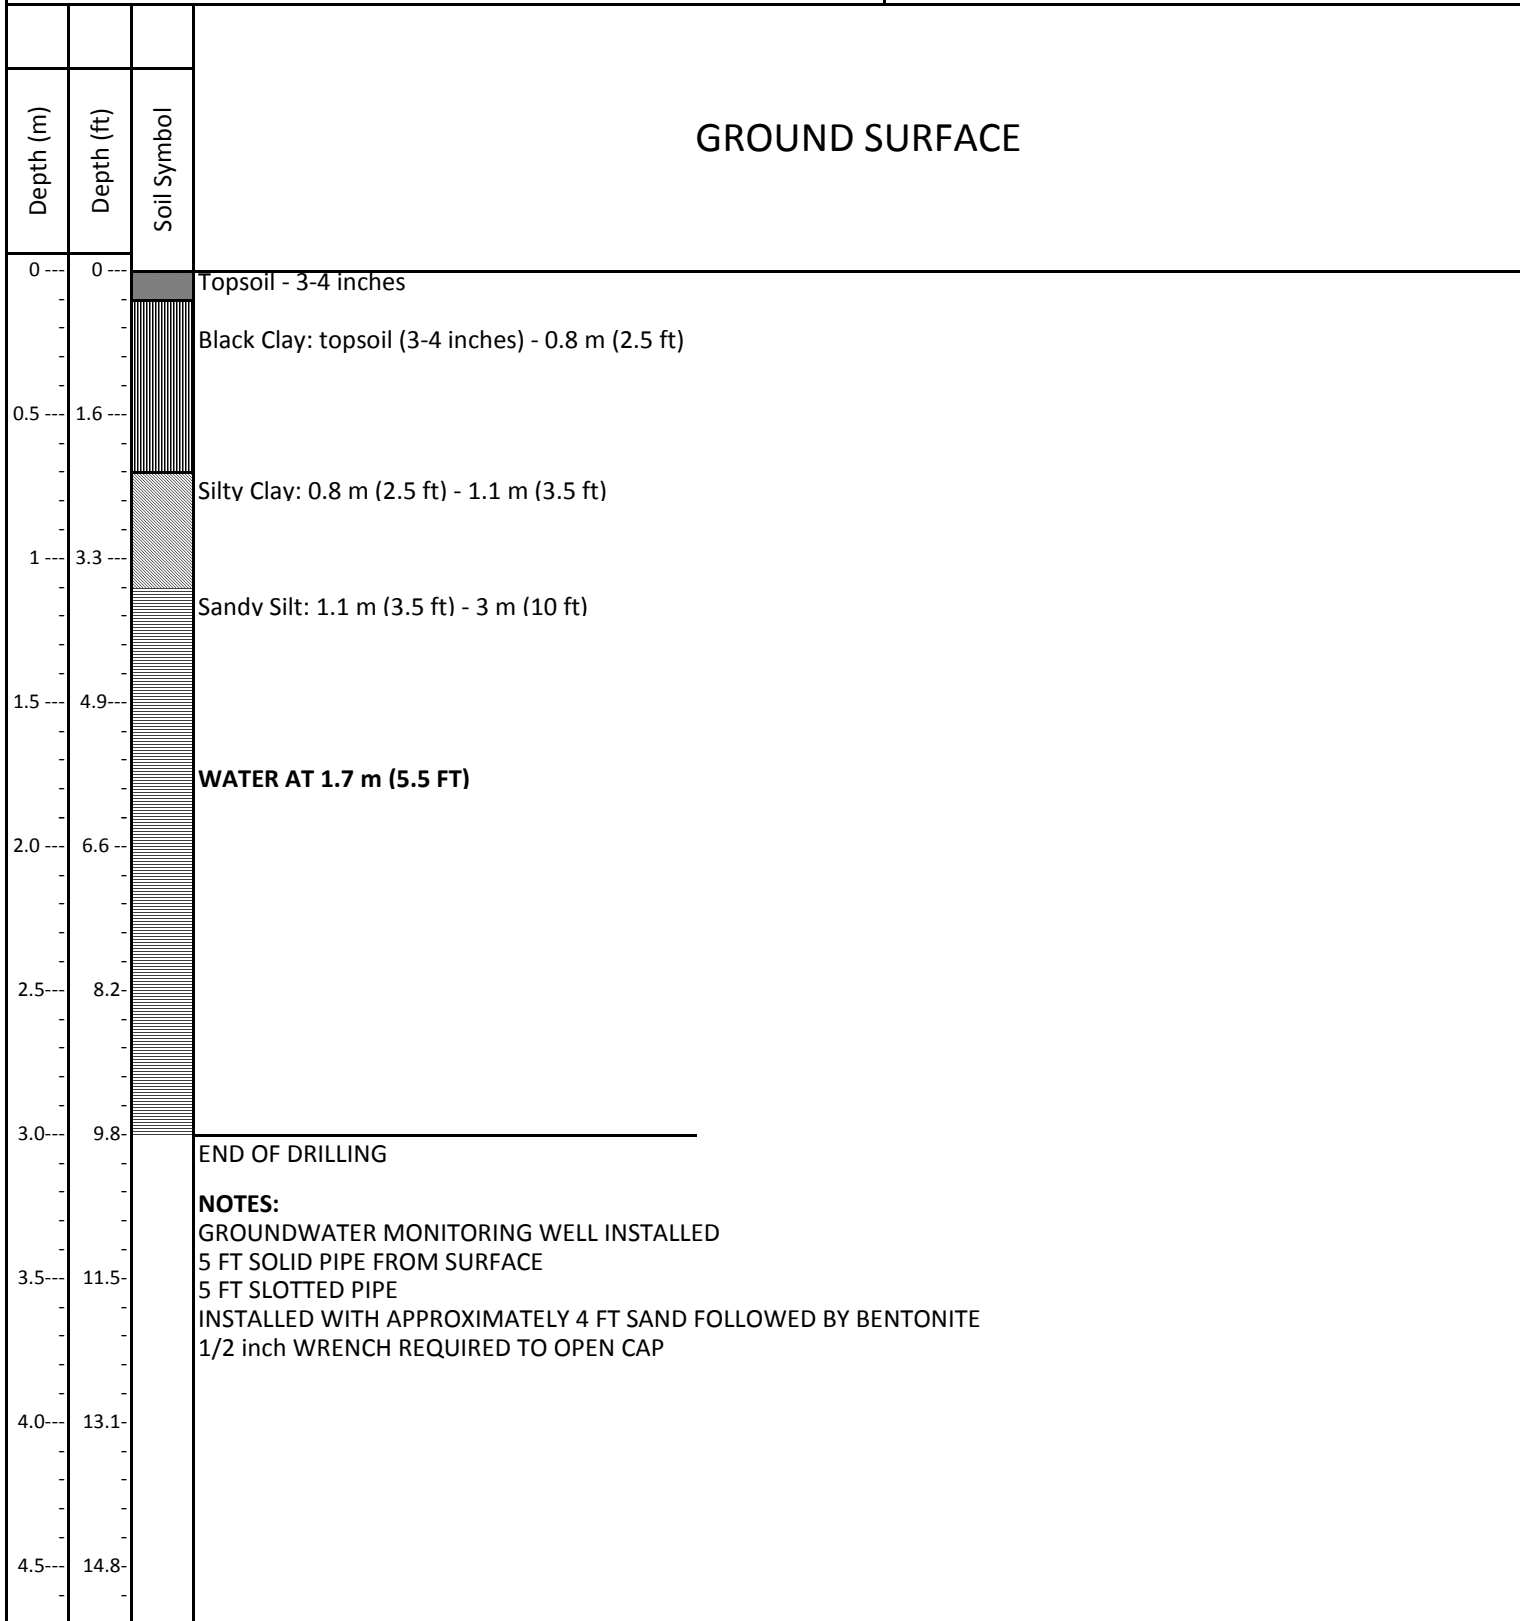 Depth (m)
Depth (ft)
Soil Symbol
GROUND SURFACE
0 --- 0 ---
Topsoil - 3-4 inches
- -
- -
Black Clay: topsoil (3-4 inches) - 0.8 m (2.5 ft)
- -
- -
0.5 --- 1.6 ---
- -
- -
Silty Clay: 0.8 m (2.5 ft) - 1.1 m (3.5 ft)
- -
- -
1 --- 3.3 ---
- -
Sandy Silt: 1.1 m (3.5 ft) - 3 m (10 ft)
- -
- -
- -
1.5 --- 4.9---
- -
- -
WATER AT 1.7 m (5.5 FT)
- -
- -
2.0 --- 6.6 --
- -
- -
- -
- -
2.5--- 8.2-
- -
- -
- -
- -
3.0--- 9.8-
END OF DRILLING
- -
- -
NOTES:
- -
GROUNDWATER MONITORING WELL INSTALLED
- -
5 FT SOLID PIPE FROM SURFACE
3.5--- 11.5-
5 FT SLOTTED PIPE
- -
INSTALLED WITH APPROXIMATELY 4 FT SAND FOLLOWED BY BENTONITE
- -
1/2 inch WRENCH REQUIRED TO OPEN CAP
- -
- -
4.0--- 13.1-
- -
- -
- -
- -
4.5--- 14.8-
- -